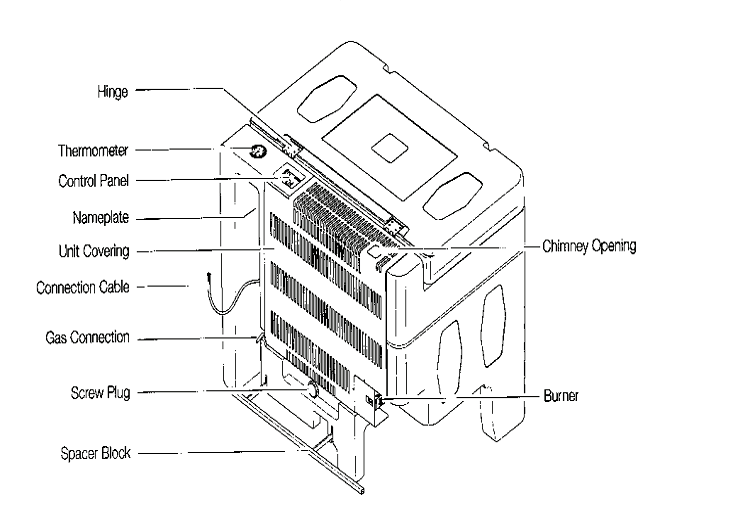 Hinge
Thermometer
Control Panel
Nameplate
Unit Covering
Chimney Opening
Connection Cable
Gas Connection
Screw Plug
Burner
Spacer Block